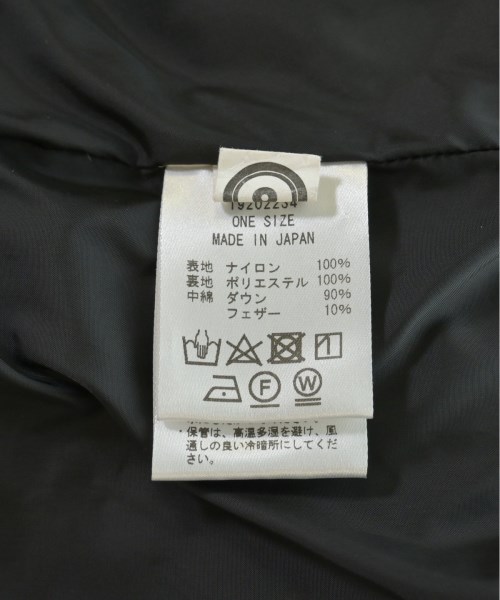 19202234
ONE SIZE
MADE IN JAPAN
表地 ナイロン 100%
裏地 ポリエステル 100%
中綿 ダウン 90%
フェザー 10%
F W
・保管は、高温多湿を避け、風
通しの良い冷暗所にしてくだ
さい。